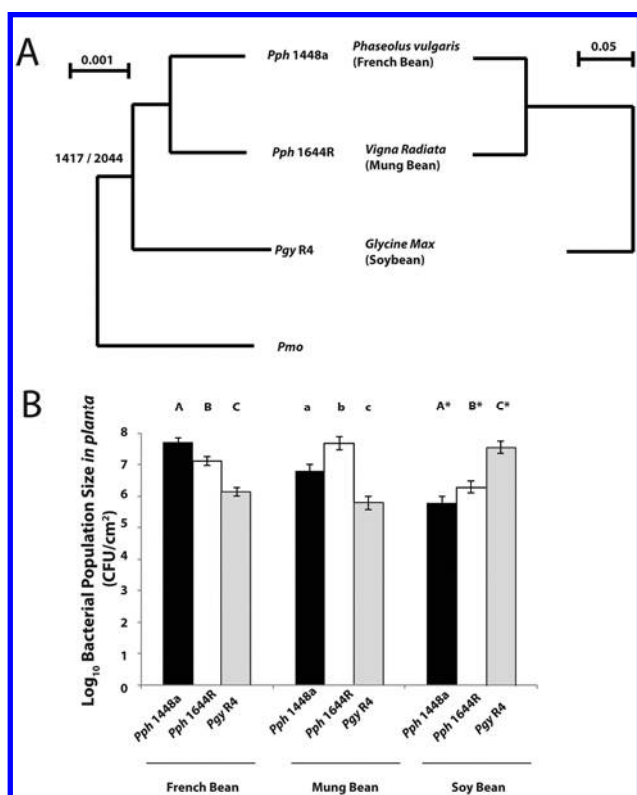 A
0.001
Pph 1448a
Phaseolus vulgaris
(French Bean)
0.05
1417 / 2044
Pph 1644R
Vigna Radiata
(Mung Bean)
Pgy R4
Glycine Max
(Soybean)
Pmo
B
A B C a b c A* B* C*
Log10 Bacterial Population Size in planta
(CFU/cm2)
8
7
6
5
4
3
2
1
0
Pph 1448a Pph 1644R Pgy R4 Pph 1448a Pph 1644R Pgy R4 Pph 1448a Pph 1644R Pgy R4
French Bean Mung Bean Soy Bean